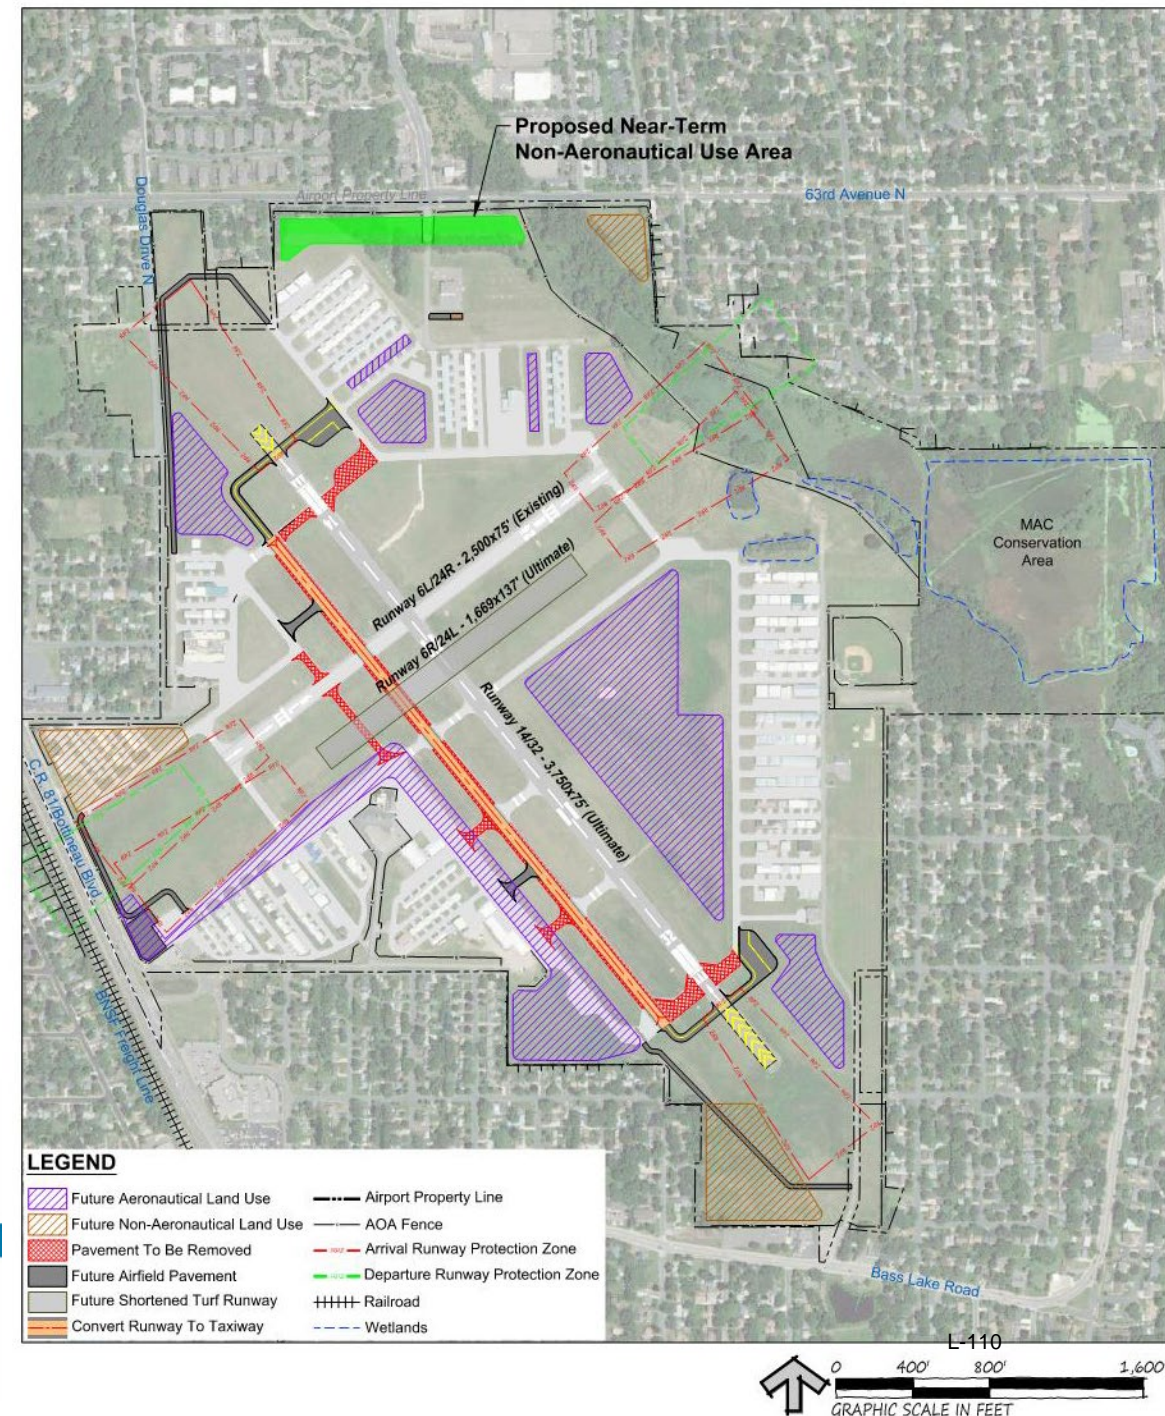 Proposed Near-Term
Non-Aeronautical Use Area
Airport Property Line
63rd Avenue N
Douglas Drive N
MAC
Conservation
Area
Runway 6L/24R - 2,500x75' (Existing)
Runway 6R/24L - 1,669x137' (Ultimate)
Runway 14/32 - 3,750x75' (Ultimate)
C.R. 81/Bottineau Blvd
BNSF Freight Line
Bass Lake Road
LEGEND
Future Aeronautical Land Use
Future Non-Aeronautical Land Use
Pavement To Be Removed
Future Airfield Pavement
Future Shortened Turf Runway
Convert Runway To Taxiway
Airport Property Line
AOA Fence
RPZ Arrival Runway Protection Zone
RPZ Departure Runway Protection Zone
Railroad
Wetlands
L-110
0 400' 800' 1,600'
GRAPHIC SCALE IN FEET